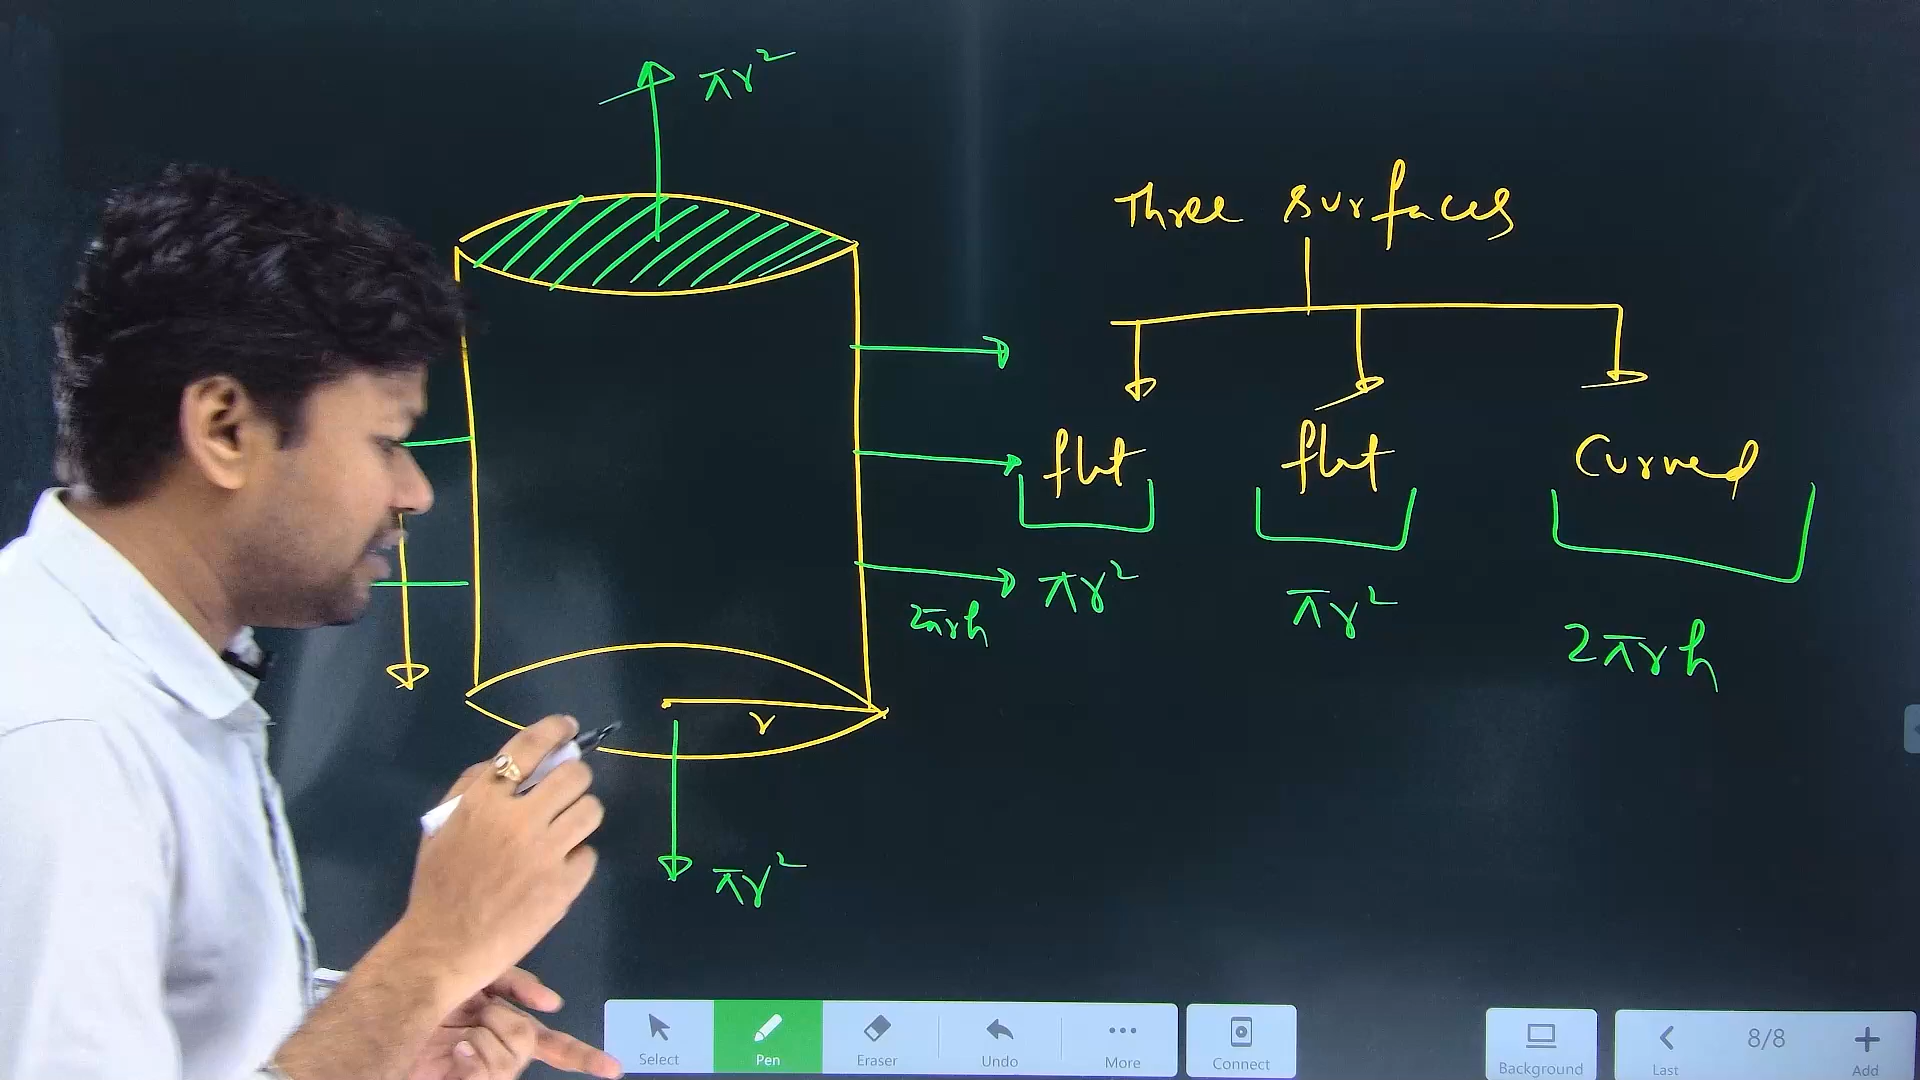 πr²
Three surfaces
flat flat Curved
πr² πr² 2πrh
2πrh
r
πr²
Select Pen Eraser Undo More Connect Background Last 8/8 Add